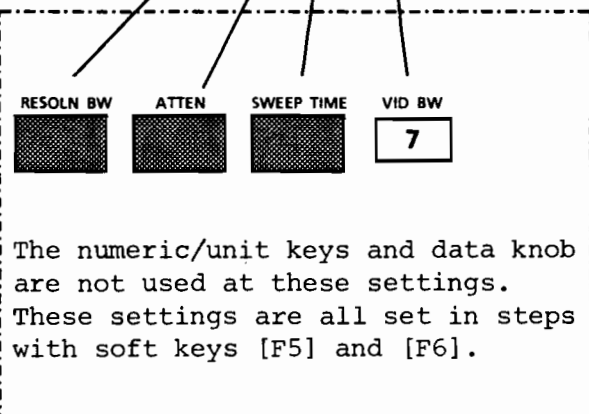 RESOLN BW ATTEN SWEEP TIME VID BW
7
The numeric/unit keys and data knob
are not used at these settings.
These settings are all set in steps
with soft keys [F5] and [F6].